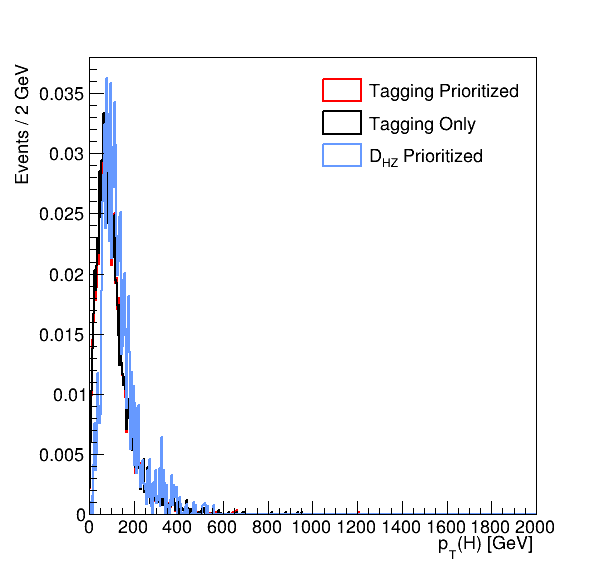 Events / 2 GeV
0.035
0.03
0.025
0.02
0.015
0.01
0.005
0
Tagging Prioritized
Tagging Only
D_HZ Prioritized
0 200 400 600 800 1000 1200 1400 1600 1800 2000
p_T(H) [GeV]